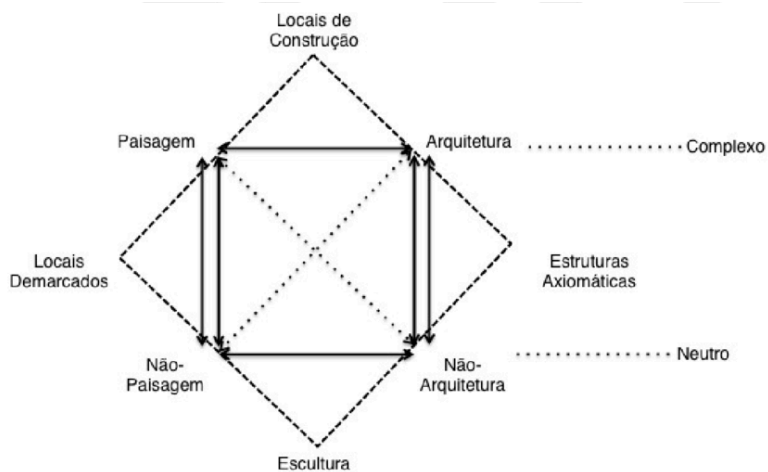 Locais de
Construção
Paisagem
Arquitetura
Complexo
Locais
Demarcados
Estruturas
Axiomáticas
Não-
Paisagem
Não-
Arquitetura
Neutro
Escultura